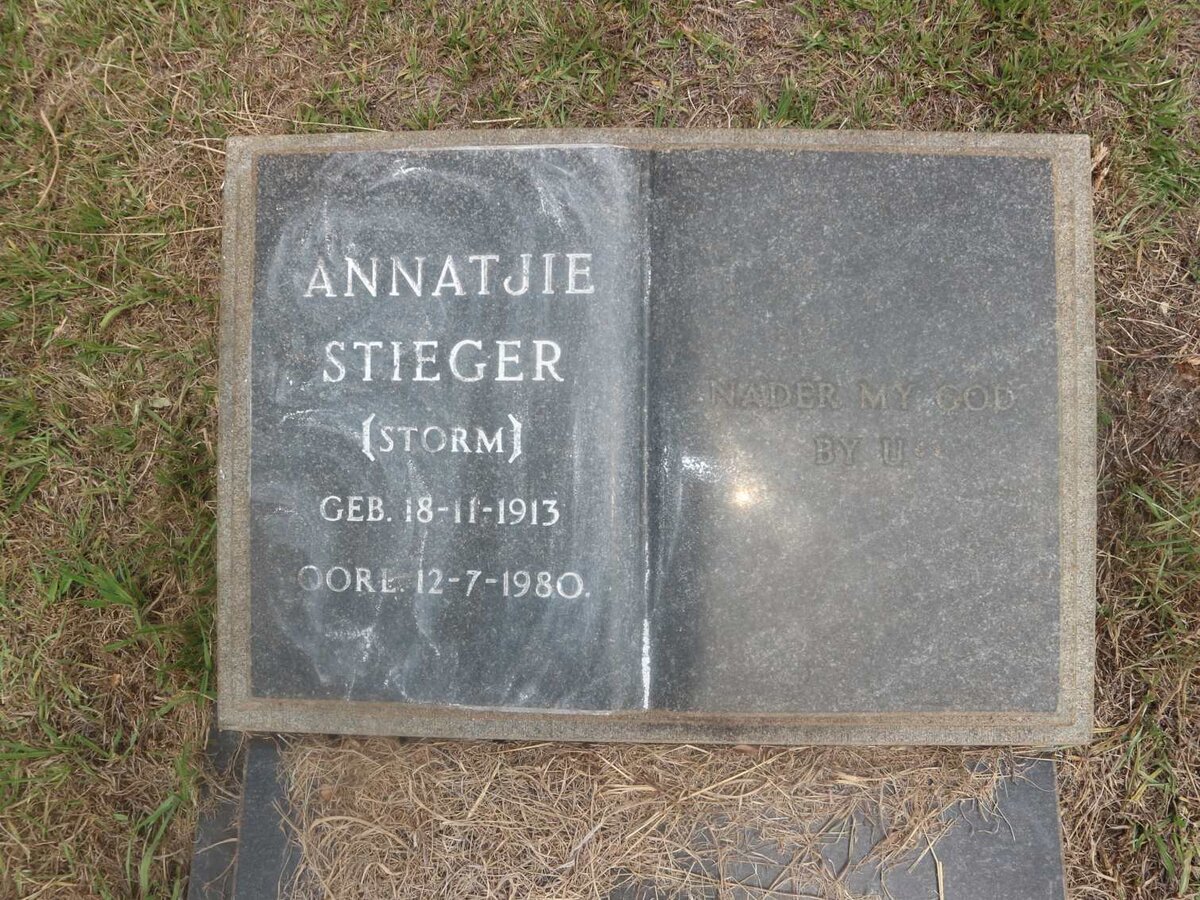 ANNATJIE
STIEGER
(STORM)
GEB. 18-11-1913
OORL. 12-7-1980.
NADER MY GOD
BY U